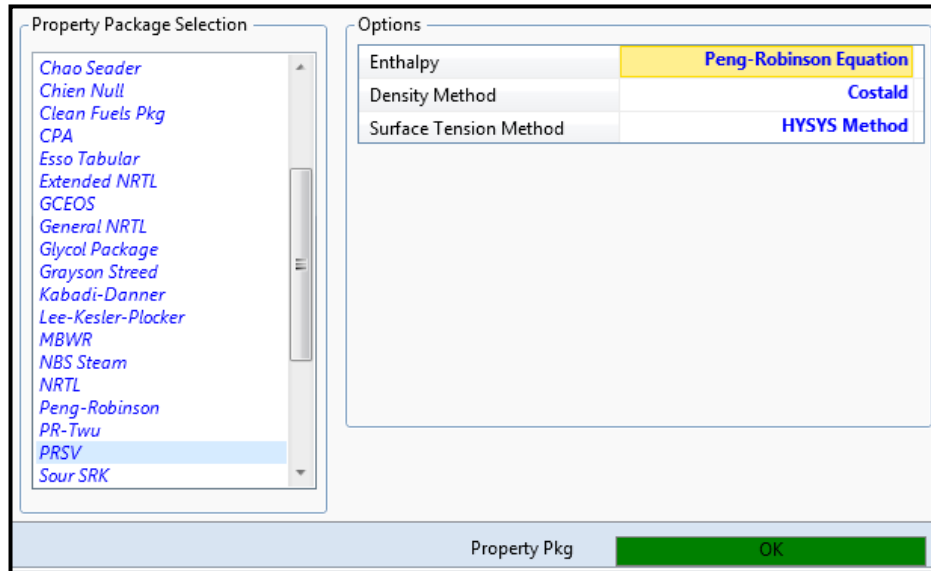 Property Package Selection
Chao Seader
Chien Null
Clean Fuels Pkg
CPA
Esso Tabular
Extended NRTL
GCEOS
General NRTL
Glycol Package
Grayson Streed
Kabadi-Danner
Lee-Kesler-Plocker
MBWR
NBS Steam
NRTL
Peng-Robinson
PR-Twu
PRSV
Sour SRK
Options
Enthalpy Peng-Robinson Equation
Density Method Costald
Surface Tension Method HYSYS Method
Property Pkg OK